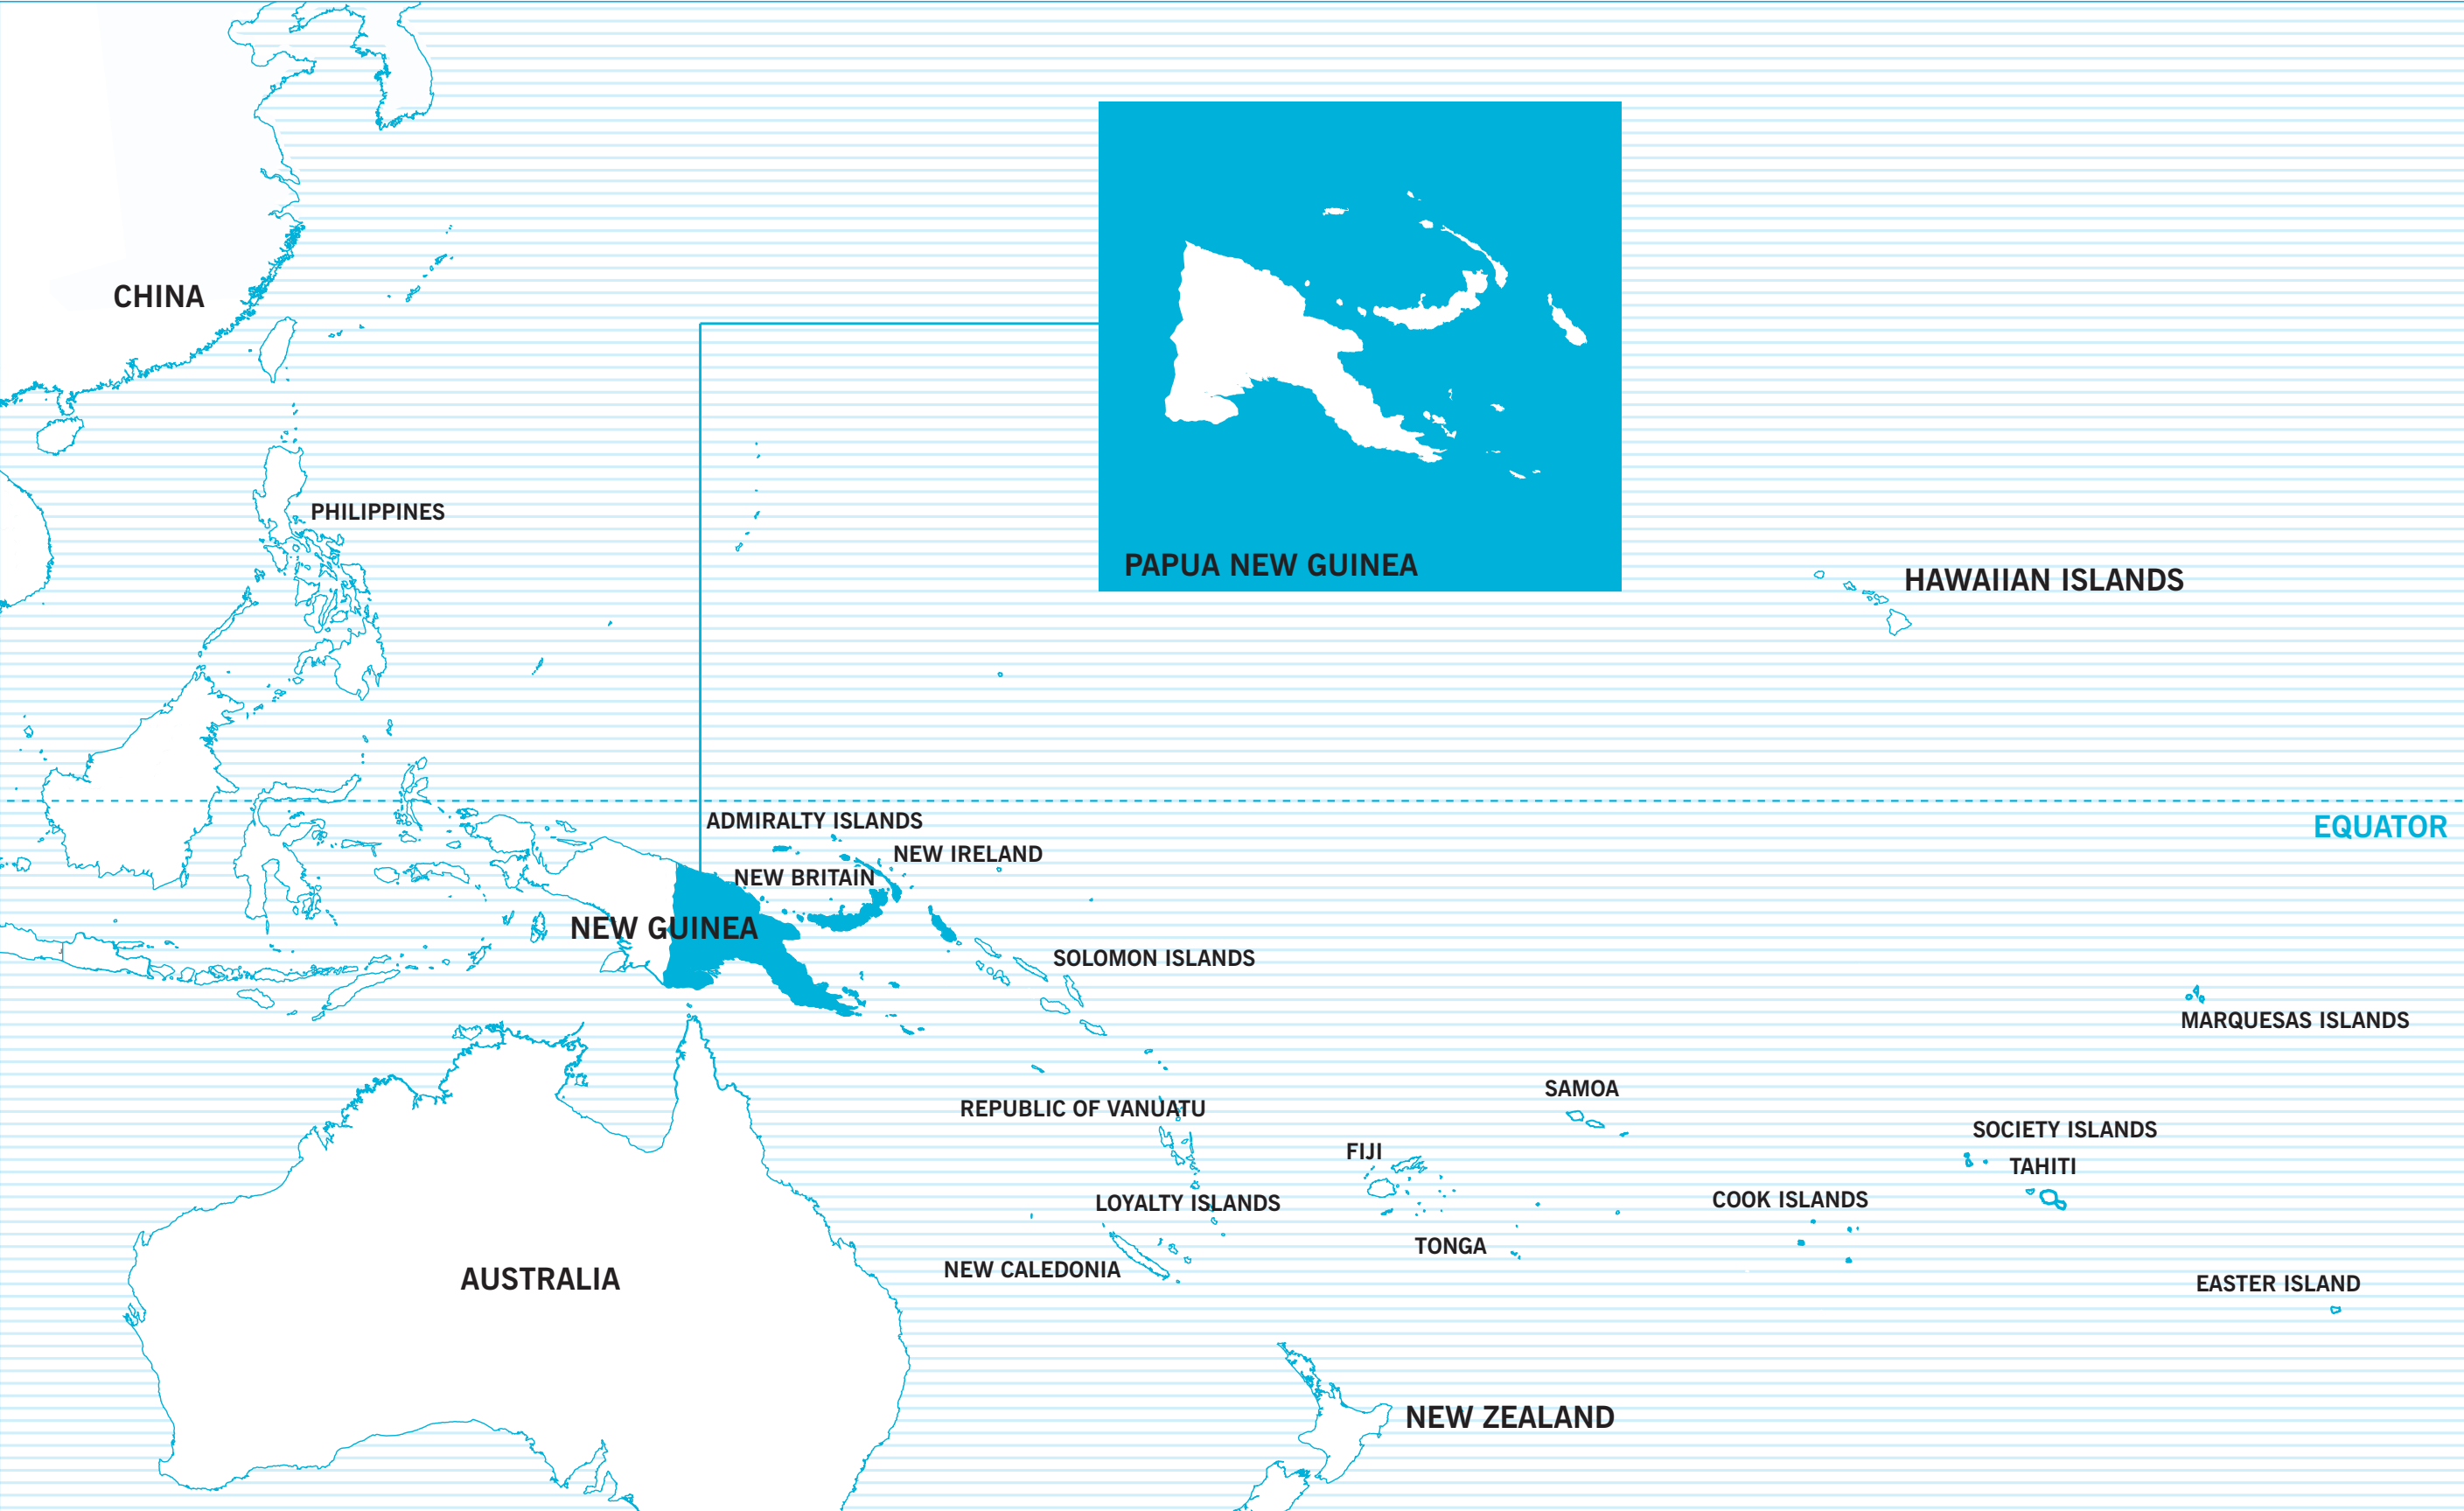 CHINA
PHILIPPINES
PAPUA NEW GUINEA
HAWAIIAN ISLANDS
ADMIRALTY ISLANDS
EQUATOR
NEW IRELAND
NEW BRITAIN
NEW GUINEA
SOLOMON ISLANDS
MARQUESAS ISLANDS
SAMOA
REPUBLIC OF VANUATU
SOCIETY ISLANDS
FIJI
TAHITI
LOYALTY ISLANDS
COOK ISLANDS
TONGA
NEW CALEDONIA
AUSTRALIA
EASTER ISLAND
NEW ZEALAND